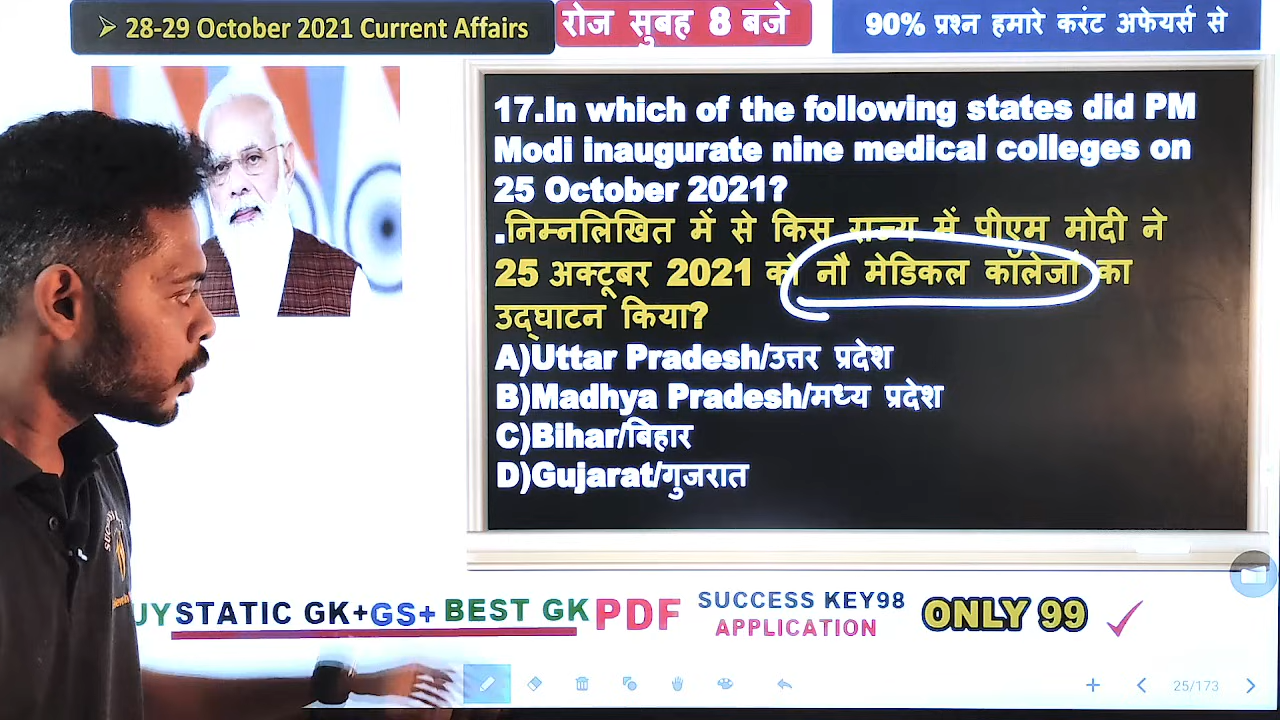 ➢ 28-29 October 2021 Current Affairs
रोज सुबह 8 बजे
90% प्रश्न हमारे करंट अफेयर्स से
17.In which of the following states did PM
Modi inaugurate nine medical colleges on
25 October 2021?
.निम्नलिखित में से किस राज्य में पीएम मोदी ने
25 अक्टूबर 2021 को नौ मेडिकल कॉलेजों का
उद्घाटन किया?
A)Uttar Pradesh/उत्तर प्रदेश
B)Madhya Pradesh/मध्य प्रदेश
C)Bihar/बिहार
D)Gujarat/गुजरात
STATIC GK+GS+ BEST GK PDF
SUCCESS KEY98
APPLICATION
ONLY 99
25/173